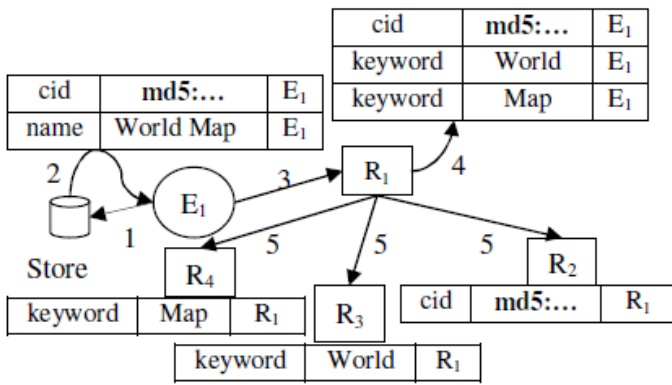 cid md5:... E₁
keyword World E₁
keyword Map E₁
cid md5:... E₁
name World Map E₁
2
3
R₁
4
E₁
1
5
5
5
Store
R₄
R₂
keyword Map R₁
R₃
cid md5:... R₁
keyword World R₁